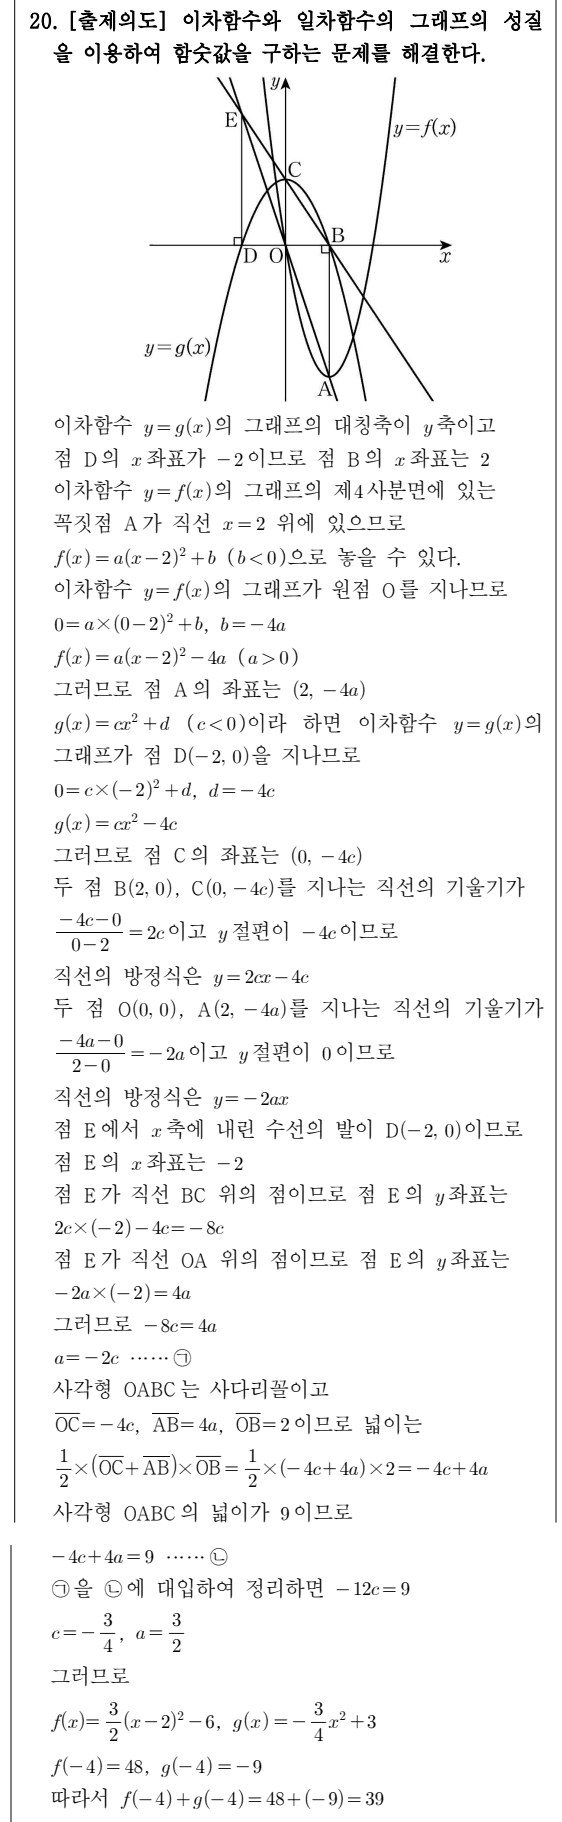 20. [출제의도] 이차함수와 일차함수의 그래프의 성질
을 이용하여 함숫값을 구하는 문제를 해결한다.
y
E
y=f(x)
C
B
D
O
x
y=g(x)
A
이차함수 y=g(x)의 그래프의 대칭축이 y축이고
점 D의 x좌표가 −2이므로 점 B의 x좌표는 2
이차함수 y=f(x)의 그래프의 제4사분면에 있는
꼭짓점 A가 직선 x=2 위에 있으므로
f(x)=a(x−2)²+b (b<0)으로 놓을 수 있다.
이차함수 y=f(x)의 그래프가 원점 O를 지나므로
0=a×(0−2)²+b, b=−4a
f(x)=a(x−2)²−4a (a>0)
그러므로 점 A의 좌표는 (2, −4a)
g(x)=cx²+d (c<0)이라 하면 이차함수 y=g(x)의
그래프가 점 D(−2, 0)을 지나므로
0=c×(−2)²+d, d=−4c
g(x)=cx²−4c
그러므로 점 C의 좌표는 (0, −4c)
두 점 B(2, 0), C(0, −4c)를 지나는 직선의 기울기가
(−4c−0)/(0−2)=2c이고 y절편이 −4c이므로
직선의 방정식은 y=2cx−4c
두 점 O(0, 0), A(2, −4a)를 지나는 직선의 기울기가
(−4a−0)/(2−0)=−2a이고 y절편이 0이므로
직선의 방정식은 y=−2ax
점 E에서 x축에 내린 수선의 발이 D(−2, 0)이므로
점 E의 x좌표는 −2
점 E가 직선 BC 위의 점이므로 점 E의 y좌표는
2c×(−2)−4c=−8c
점 E가 직선 OA 위의 점이므로 점 E의 y좌표는
−2a×(−2)=4a
그러므로 −8c=4a
a=−2c ⋯⋯ ㉠
사각형 OABC는 사다리꼴이고
O̅C̅=−4c, A̅B̅=4a, O̅B̅=2이므로 넓이는
1/2×(O̅C̅+A̅B̅)×O̅B̅=1/2×(−4c+4a)×2=−4c+4a
사각형 OABC의 넓이가 9이므로
−4c+4a=9 ⋯⋯ ㉡
㉠을 ㉡에 대입하여 정리하면 −12c=9
c=−3/4, a=3/2
그러므로
f(x)=3/2(x−2)²−6, g(x)=−3/4x²+3
f(−4)=48, g(−4)=−9
따라서 f(−4)+g(−4)=48+(−9)=39